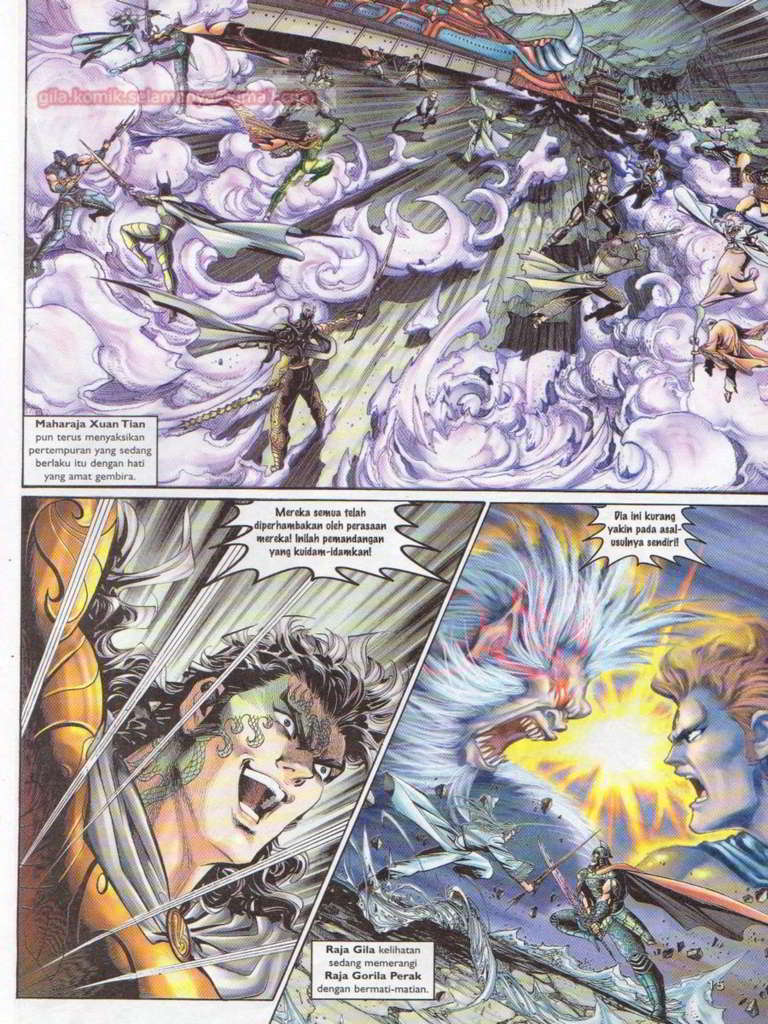 Maharaja Xuan Tian
pun terus menyaksikan
pertempuran yang sedang
berlaku itu dengan hati
yang amat gembira.
Mereka semua telah
diperhambakan oleh perasaan
mereka! Inilah pemandangan
yang kuidam-idamkan!
Dia ini kurang
yakin pada asal-
usulnya sendiri!
Raja Gila kelihatan
sedang memerangi
Raja Gorila Perak
dengan bermati-matian.
15